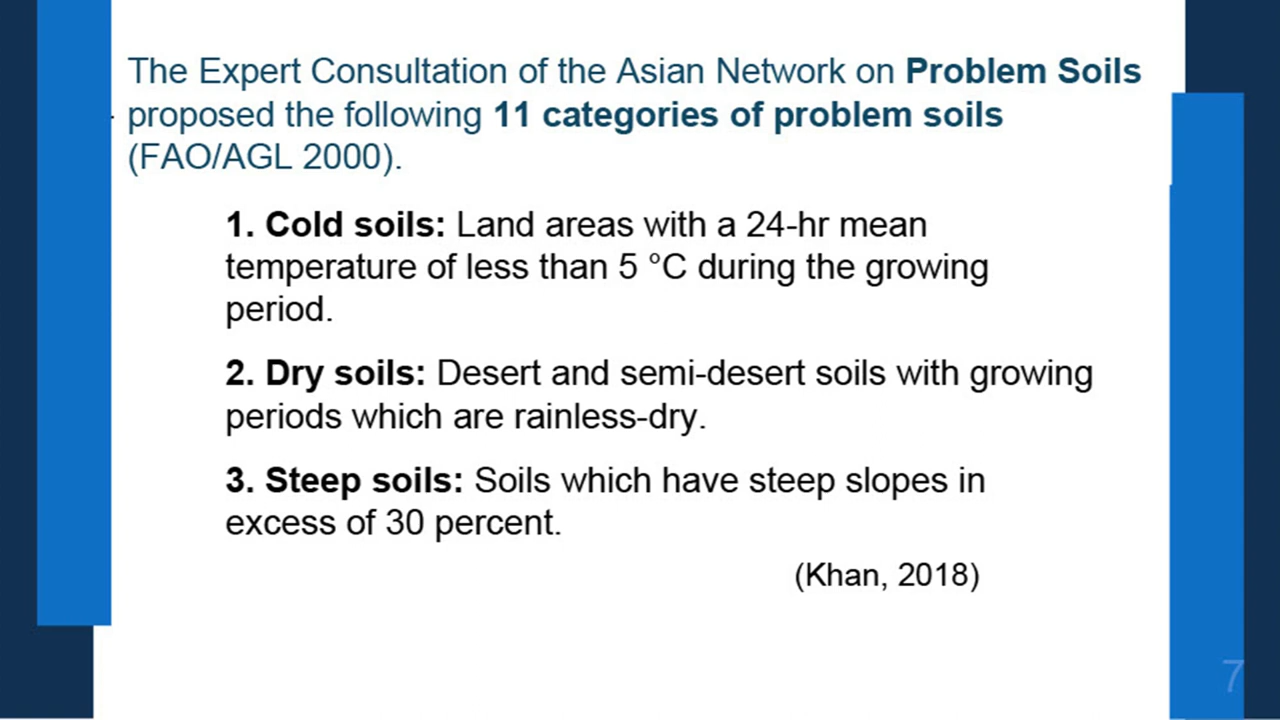 The Expert Consultation of the Asian Network on Problem Soils
proposed the following 11 categories of problem soils
(FAO/AGL 2000).
1. Cold soils: Land areas with a 24-hr mean
temperature of less than 5 °C during the growing
period.
2. Dry soils: Desert and semi-desert soils with growing
periods which are rainless-dry.
3. Steep soils: Soils which have steep slopes in
excess of 30 percent.
(Khan, 2018)
7